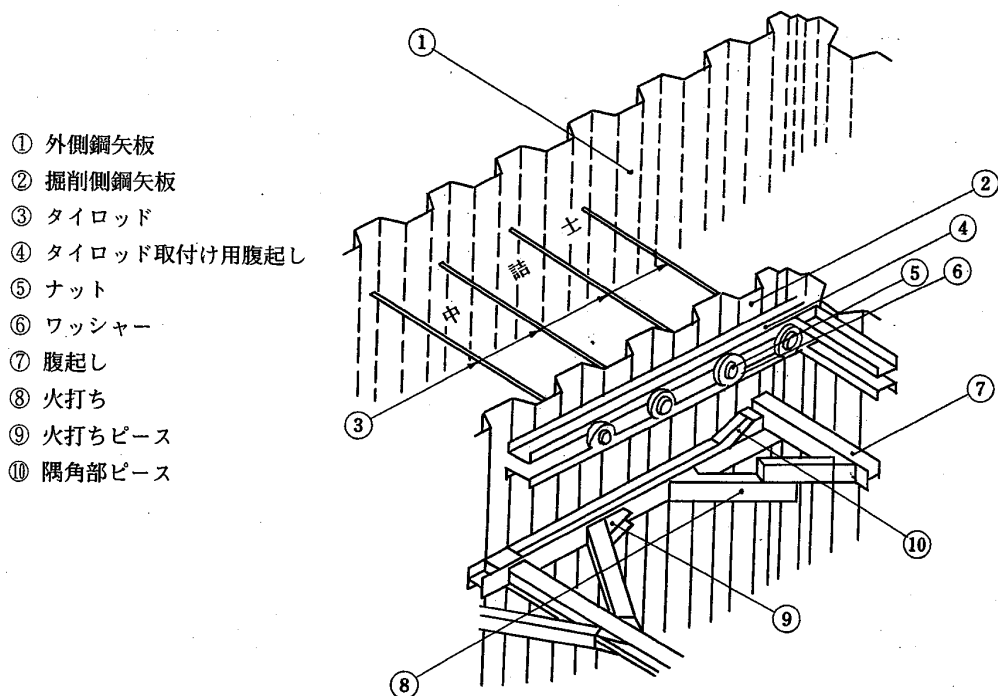 ① 外側鋼矢板
② 掘削側鋼矢板
③ タイロッド
④ タイロッド取付け用腹起し
⑤ ナット
⑥ ワッシャー
⑦ 腹起し
⑧ 火打ち
⑨ 火打ちピース
⑩ 隅角部ピース
①
②
④
⑤
⑥
中詰土
③
⑦
⑩
⑨
⑧